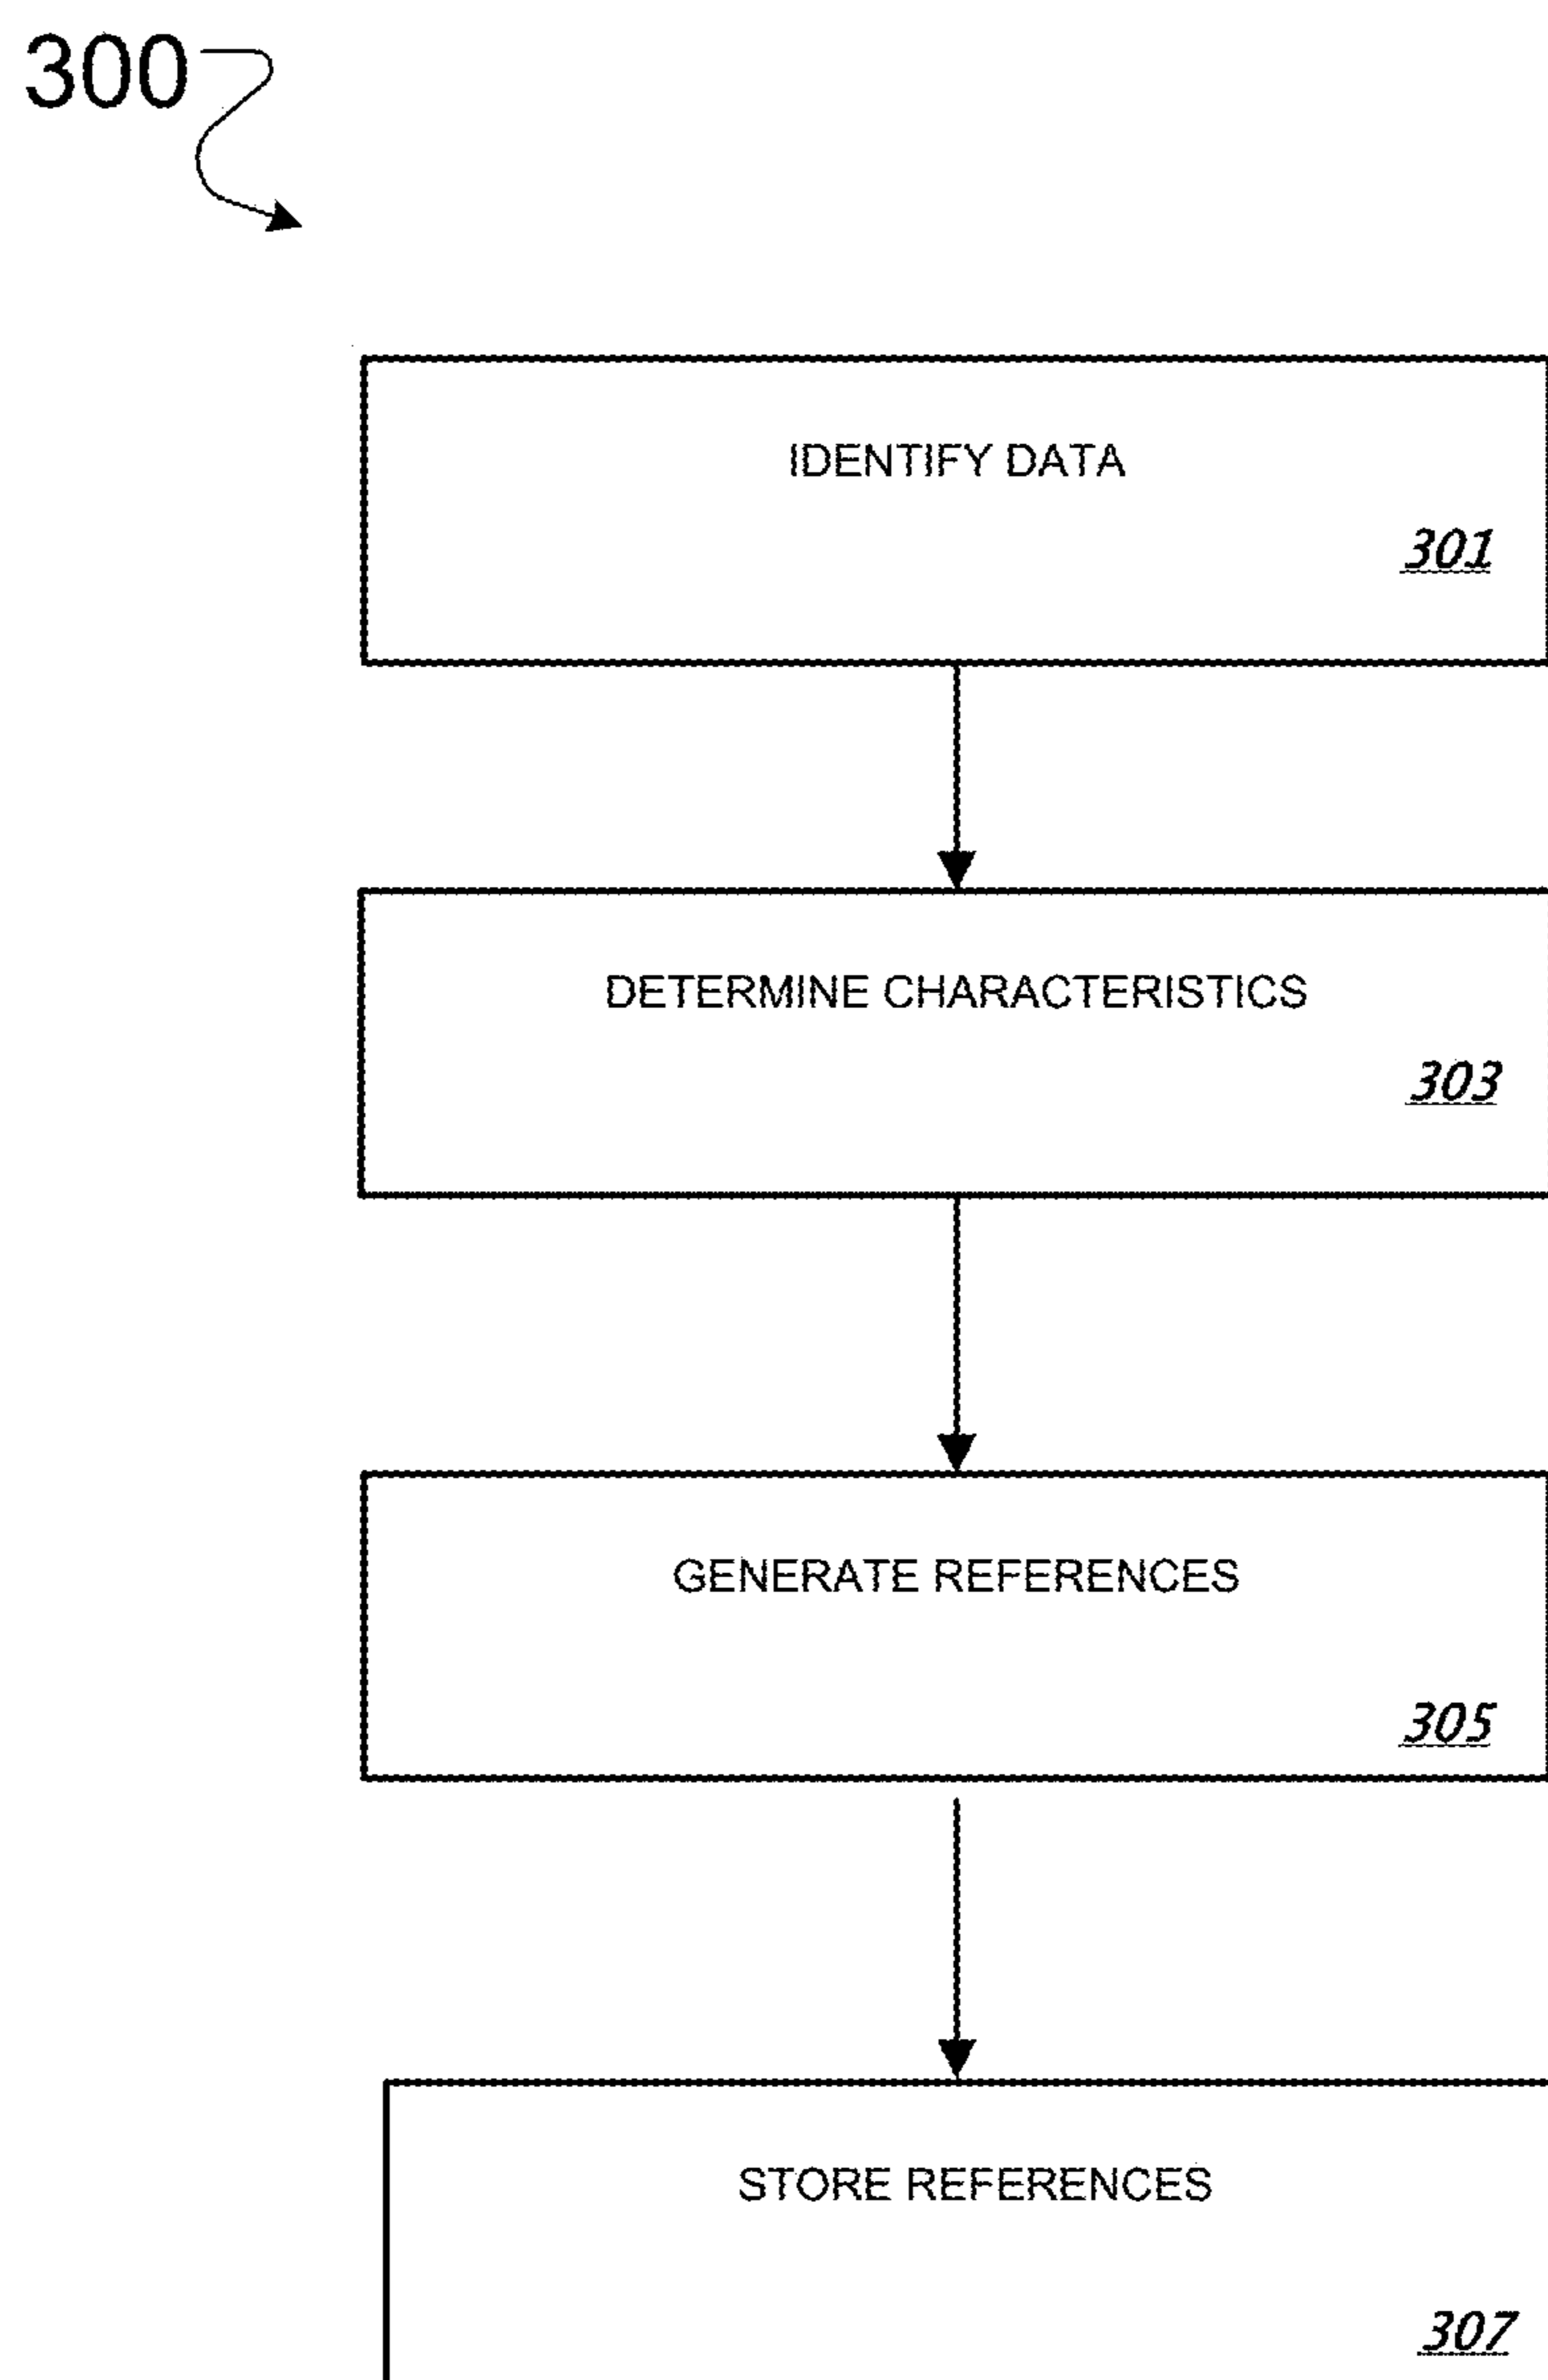 300
IDENTIFY DATA
301
DETERMINE CHARACTERISTICS
303
GENERATE REFERENCES
305
STORE REFERENCES
307